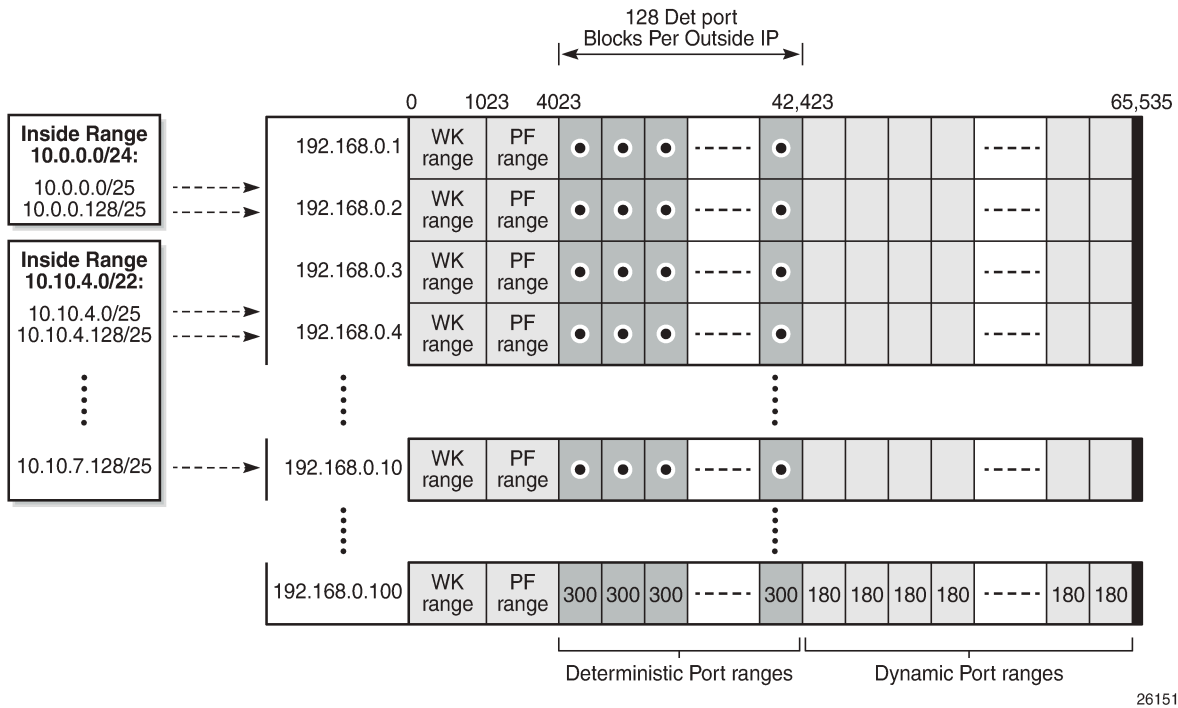 128 Det port
Blocks Per Outside IP
0 1023 4023 42,423 65,535
Inside Range
10.0.0.0/24:
10.0.0.0/25
10.0.0.128/25
Inside Range
10.10.4.0/22:
10.10.4.0/25
10.10.4.128/25
10.10.7.128/25
192.168.0.1
WK
range
PF
range
192.168.0.2
WK
range
PF
range
192.168.0.3
WK
range
PF
range
192.168.0.4
WK
range
PF
range
192.168.0.10
WK
range
PF
range
192.168.0.100
WK
range
PF
range
300 300 300 300 180 180 180 180 180 180
Deterministic Port ranges
Dynamic Port ranges
26151